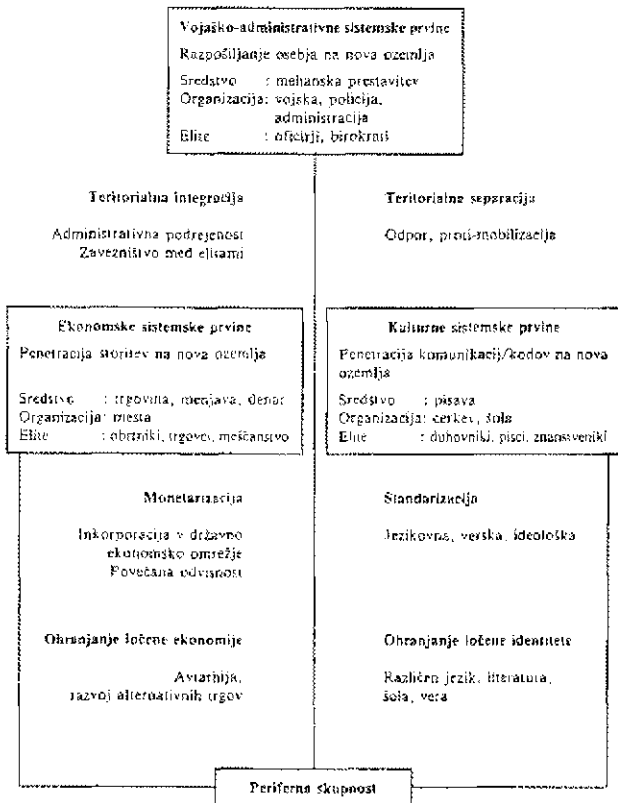 Vojaško-administrativne sistemske prvine
Razpošiljanje osebja na nova ozemlja
Sredstvo : mehanska prestavitev
Organizacija: vojska, policija,
administracija
Elite : oficirji, birokrati
Teritorialna integracija
Administrativna podrejenost
Zavezništvo med elitami
Teritorialna separacija
Odpor, proti-mobilizacija
Ekonomske sistemske prvine
Penetracija storitev na nova ozemlja
Sredstvo : trgovina, menjava, denar
Organizacija: mesta
Elite : obrtniki, trgovci, meščanstvo
Kulturne sistemske prvine
Penetracija komunikacij/kodov na nova
ozemlja
Sredstvo : pisava
Organizacija: cerkev, šola
Elite : duhovniki, pisci, znanstveniki
Monetarizacija
Inkorporacija v državno
ekonomsko omrežje
Povečana odvisnost
Standarizacija
Jezikovna, verska, ideološka
Ohranjanje ločene ekonomije
Avtarhija,
razvoj alternativnih trgov
Ohranjanje ločene identitete
Različen jezik, literatura,
šola, vera
Periferna skupnost